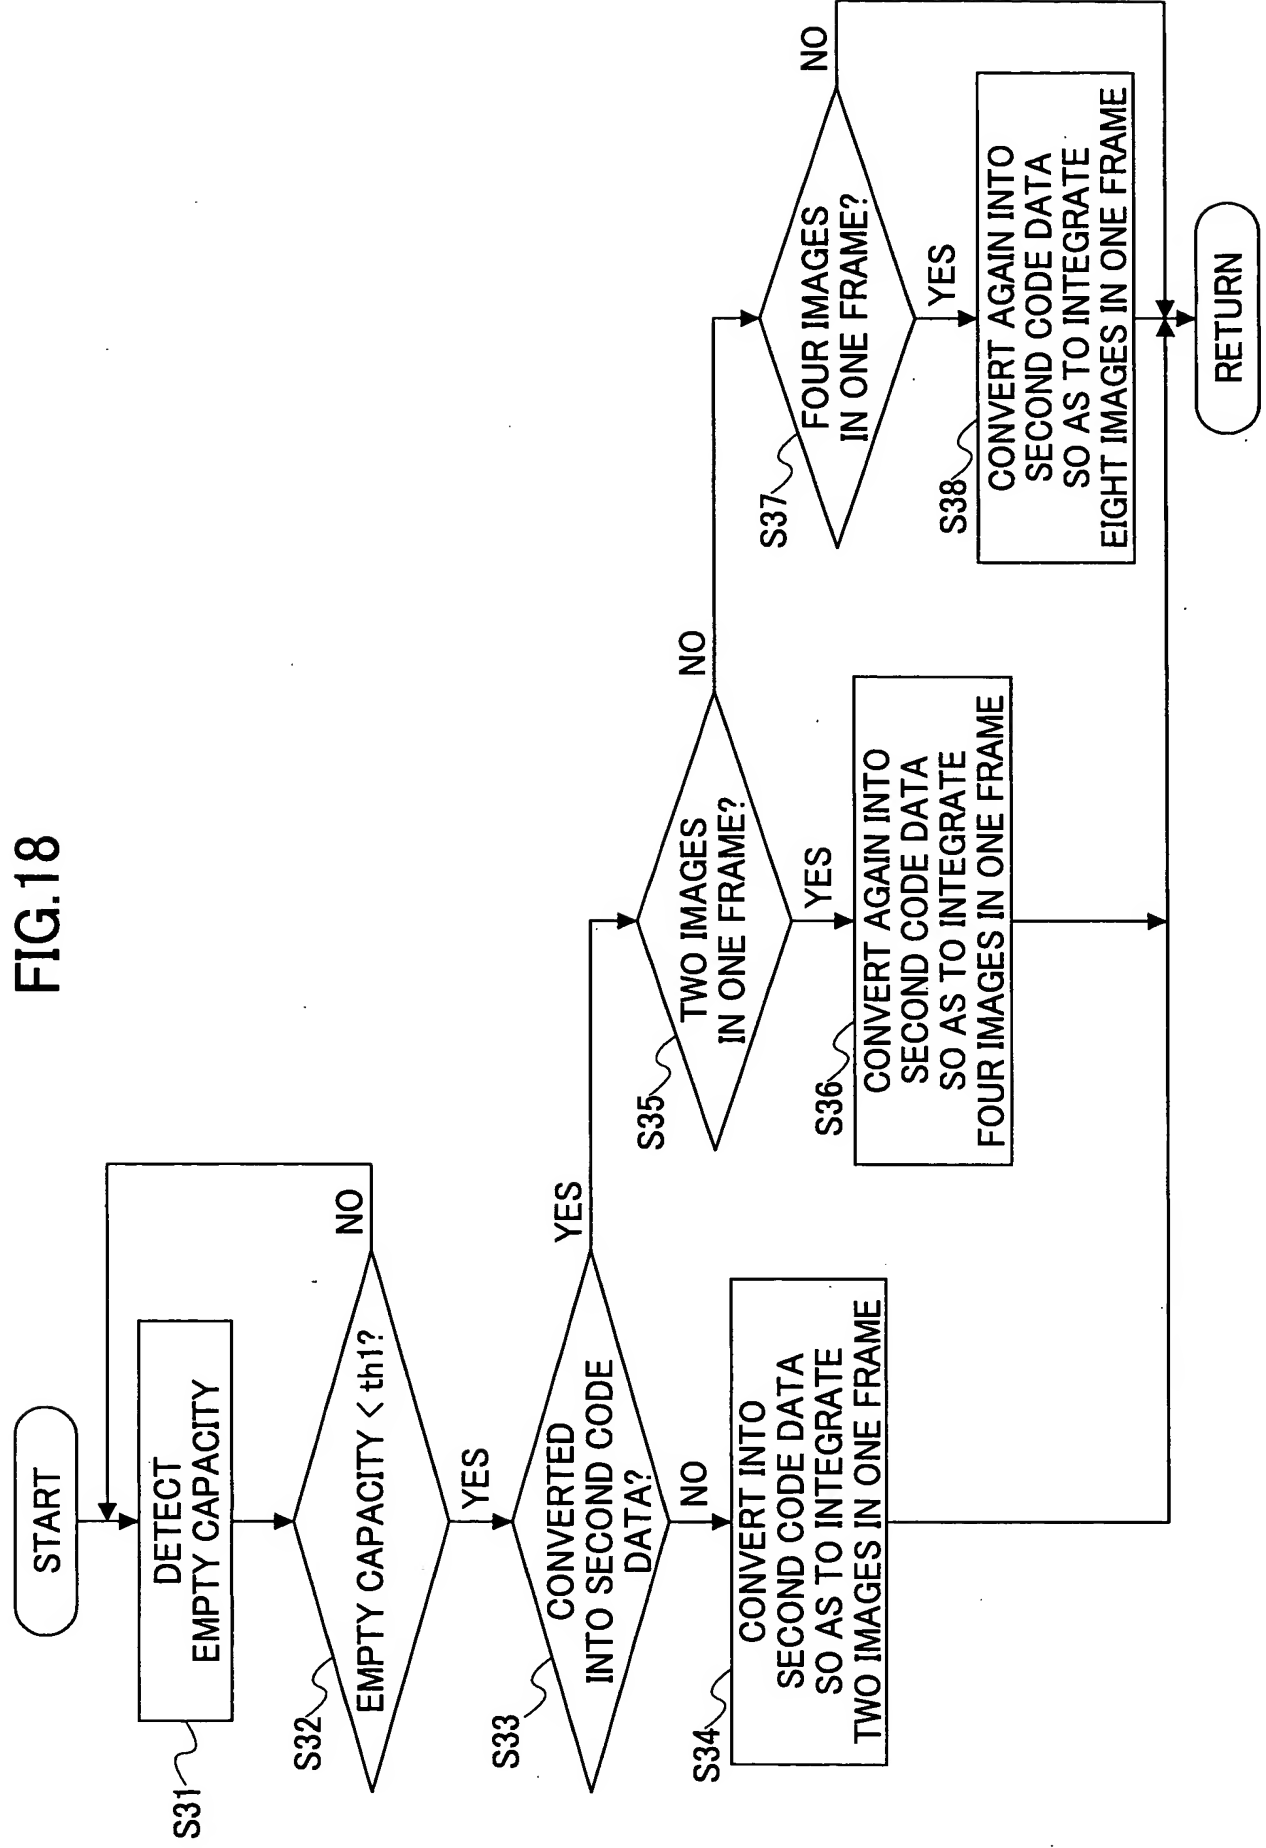 FIG.18
START
DETECT
EMPTY CAPACITY
S31
EMPTY CAPACITY < th1?
S32
NO
YES
CONVERTED
INTO SECOND CODE
DATA?
S33
YES
NO
CONVERT INTO
SECOND CODE DATA
SO AS TO INTEGRATE
TWO IMAGES IN ONE FRAME
S34
TWO IMAGES
IN ONE FRAME?
S35
NO
YES
CONVERT AGAIN INTO
SECOND CODE DATA
SO AS TO INTEGRATE
FOUR IMAGES IN ONE FRAME
S36
FOUR IMAGES
IN ONE FRAME?
S37
NO
YES
CONVERT AGAIN INTO
SECOND CODE DATA
SO AS TO INTEGRATE
EIGHT IMAGES IN ONE FRAME
S38
RETURN